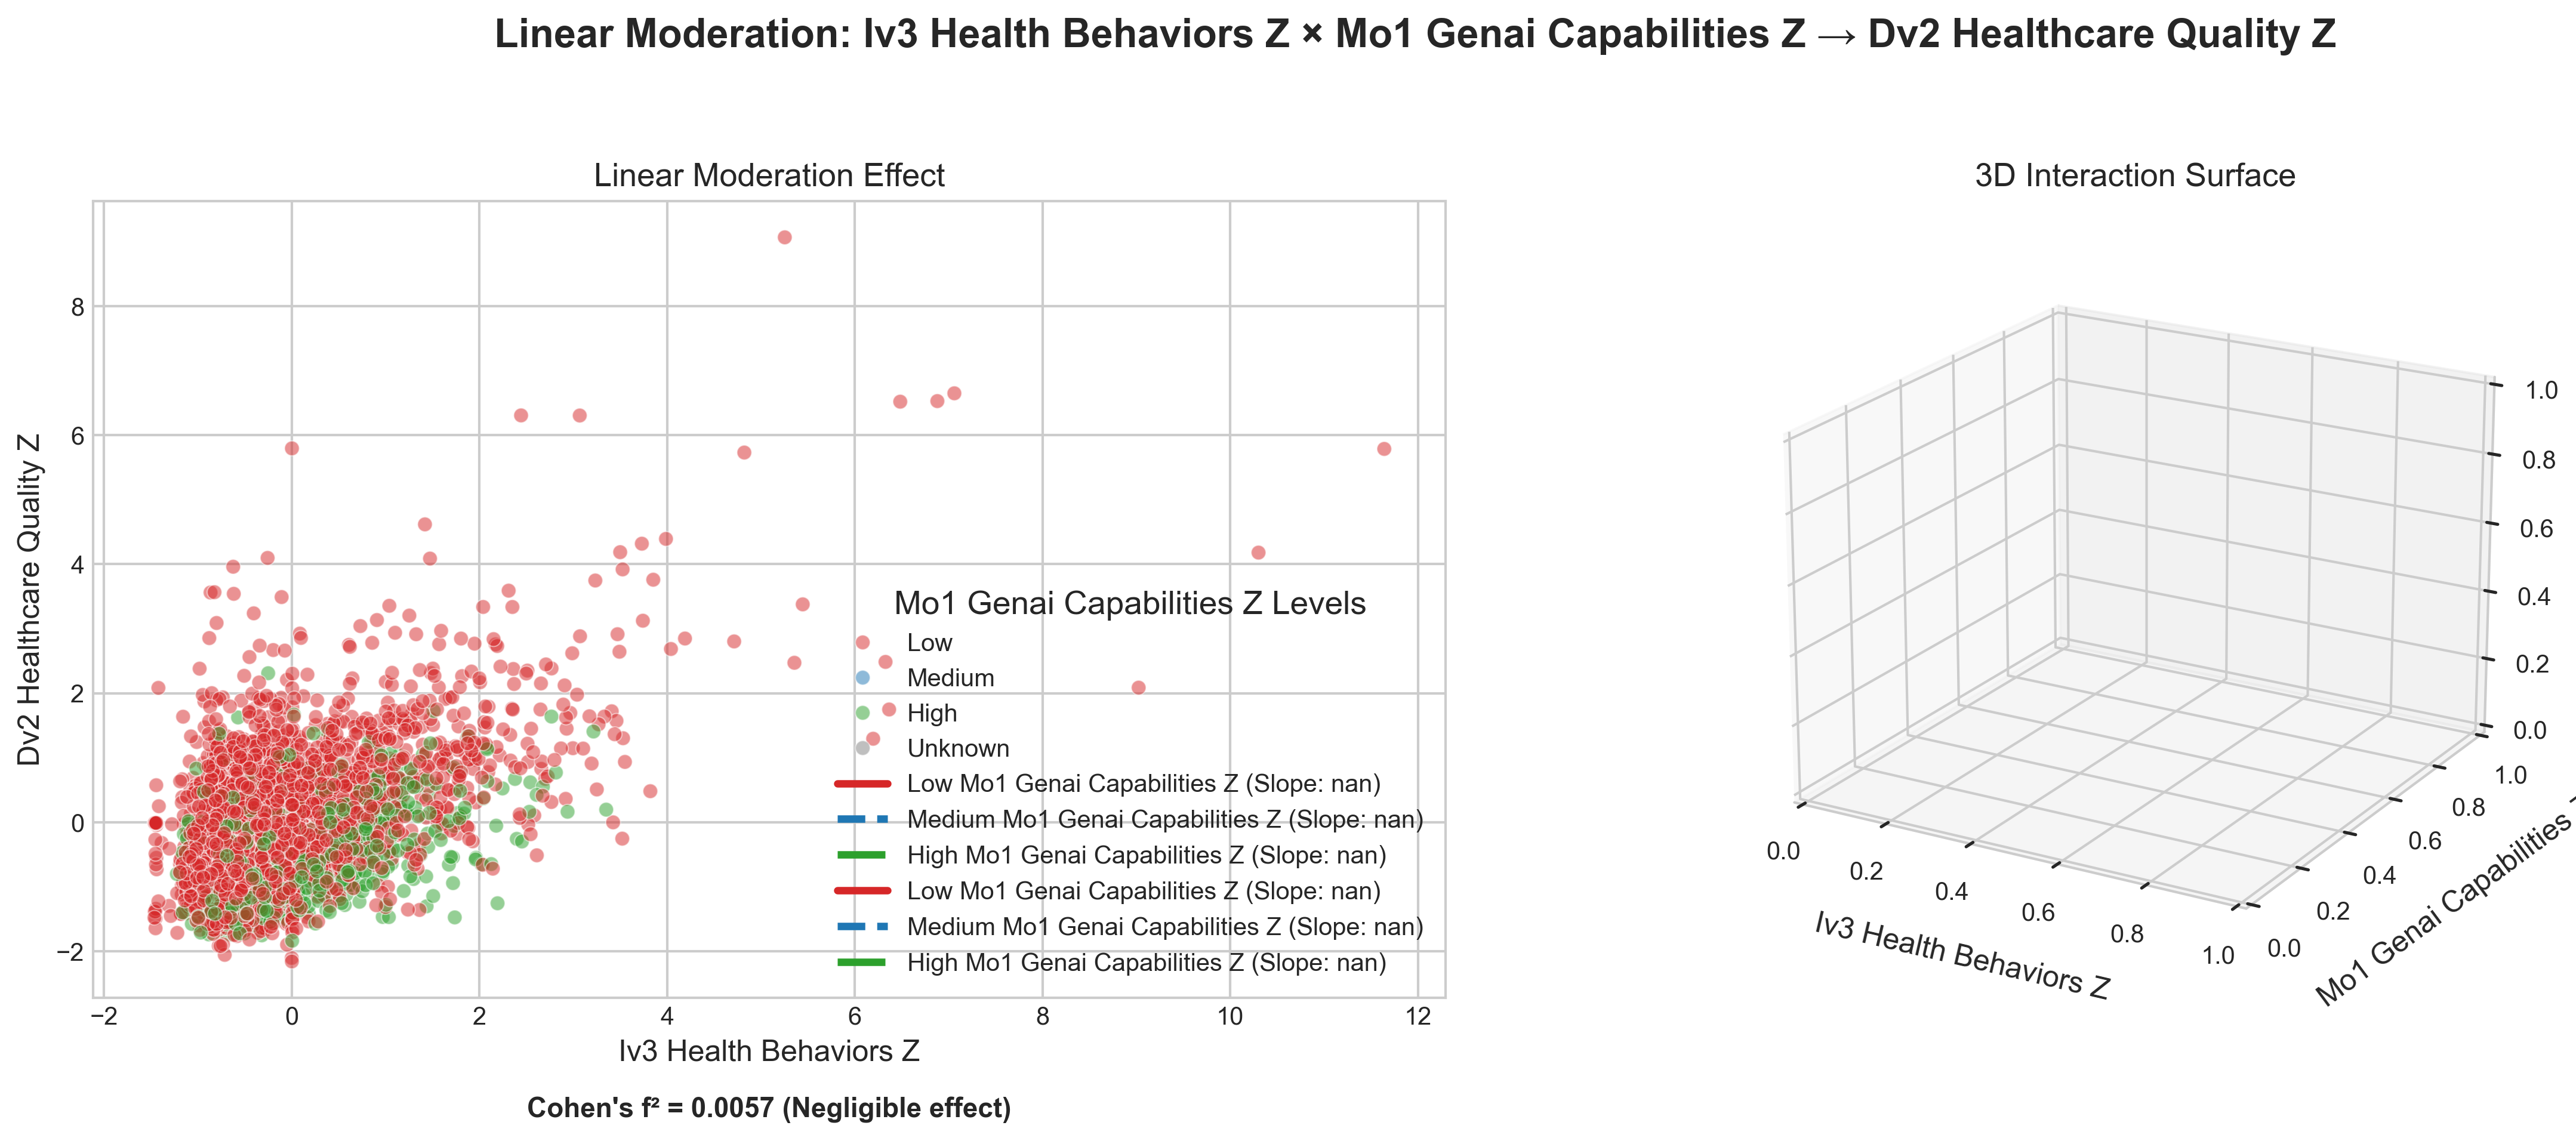 Linear Moderation: Iv3 Health Behaviors Z × Mo1 Genai Capabilities Z → Dv2 Healthcare Quality Z
Linear Moderation Effect
Dv2 Healthcare Quality Z
8
6
4
2
0
−2
−2
0
2
4
6
8
10
12
Iv3 Health Behaviors Z
Mo1 Genai Capabilities Z Levels
Low
Medium
High
Unknown
Low Mo1 Genai Capabilities Z (Slope: nan)
Medium Mo1 Genai Capabilities Z (Slope: nan)
High Mo1 Genai Capabilities Z (Slope: nan)
Low Mo1 Genai Capabilities Z (Slope: nan)
Medium Mo1 Genai Capabilities Z (Slope: nan)
High Mo1 Genai Capabilities Z (Slope: nan)
Cohen's f² = 0.0057 (Negligible effect)
3D Interaction Surface
1.0
0.8
0.6
0.4
0.2
0.0
0.0
0.2
0.4
0.6
0.8
1.0
Iv3 Health Behaviors Z
0.0
0.2
0.4
0.6
0.8
1.0
Mo1 Genai Capabilities